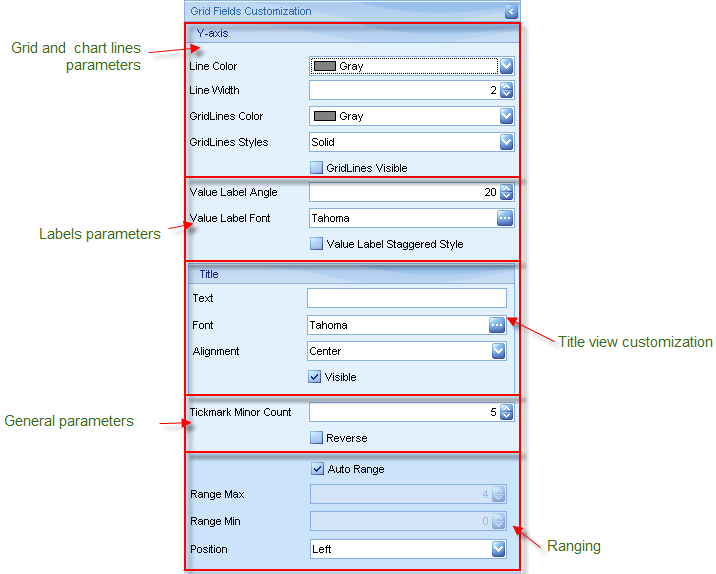 Grid Fields Customization
Y-axis
Grid and chart lines
parameters
Line Color Gray
Line Width 2
GridLines Color Gray
GridLines Styles Solid
GridLines Visible
Value Label Angle 20
Value Label Font Tahoma
Labels parameters
Value Label Staggered Style
Title
Text
Font Tahoma
Title view customization
Alignment Center
Visible
General parameters
Tickmark Minor Count 5
Reverse
Auto Range
Range Max 4
Range Min 0
Ranging
Position Left